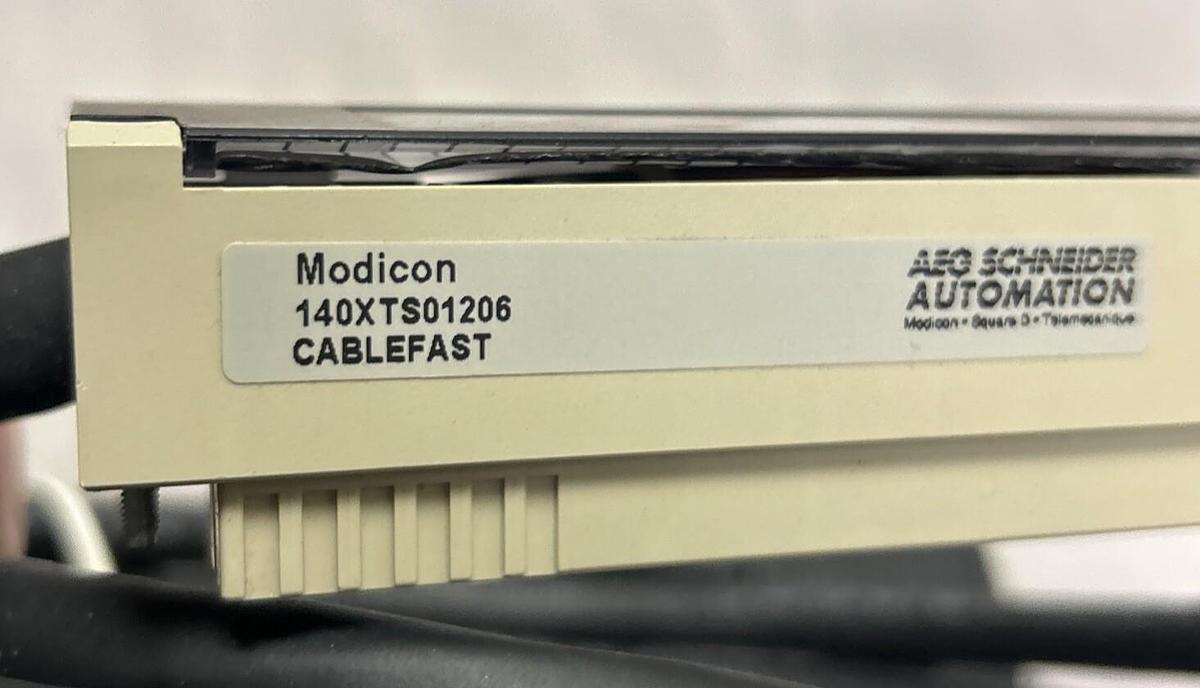 Modicon
140XTS01206
CABLEFAST
AEG SCHNEIDER
AUTOMATION
Modicon • Square D • Telemecanique